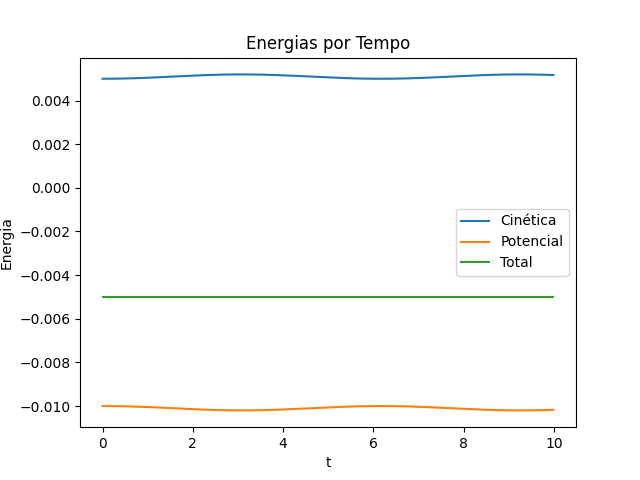 Energias por Tempo
0.004
0.002
0.000
−0.002
−0.004
−0.006
−0.008
−0.010
Energia
Cinética
Potencial
Total
0 2 4 6 8 10
t